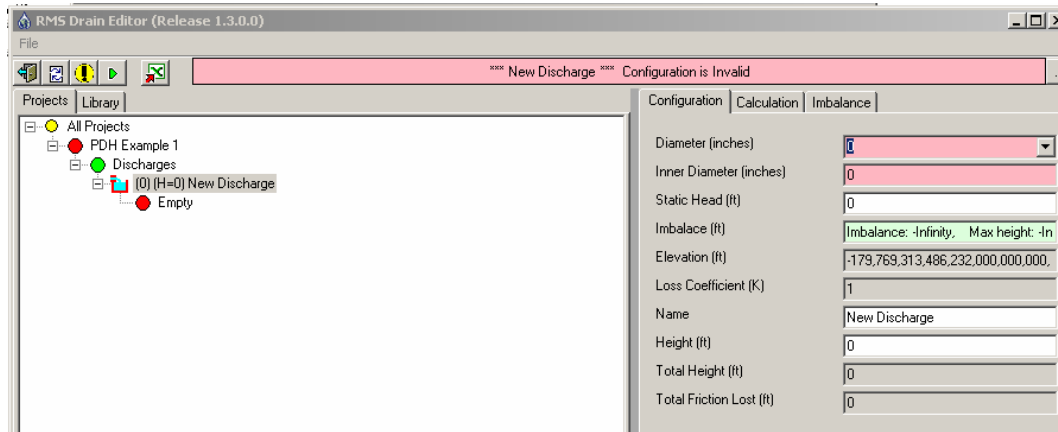 RMS Drain Editor (Release 1.3.0.0)
File
*** New Discharge *** Configuration is Invalid
Projects Library
All Projects
PDH Example 1
Discharges
(0) (H=0) New Discharge
Empty
Configuration Calculation Imbalance
Diameter (inches) 0
Inner Diameter (inches) 0
Static Head (ft) 0
Imbalace (ft) Imbalance: -Infinity, Max height: -In
Elevation (ft) -179,769,313,486,232,000,000,000,
Loss Coefficient (K) 1
Name New Discharge
Height (ft) 0
Total Height (ft) 0
Total Friction Lost (ft) 0